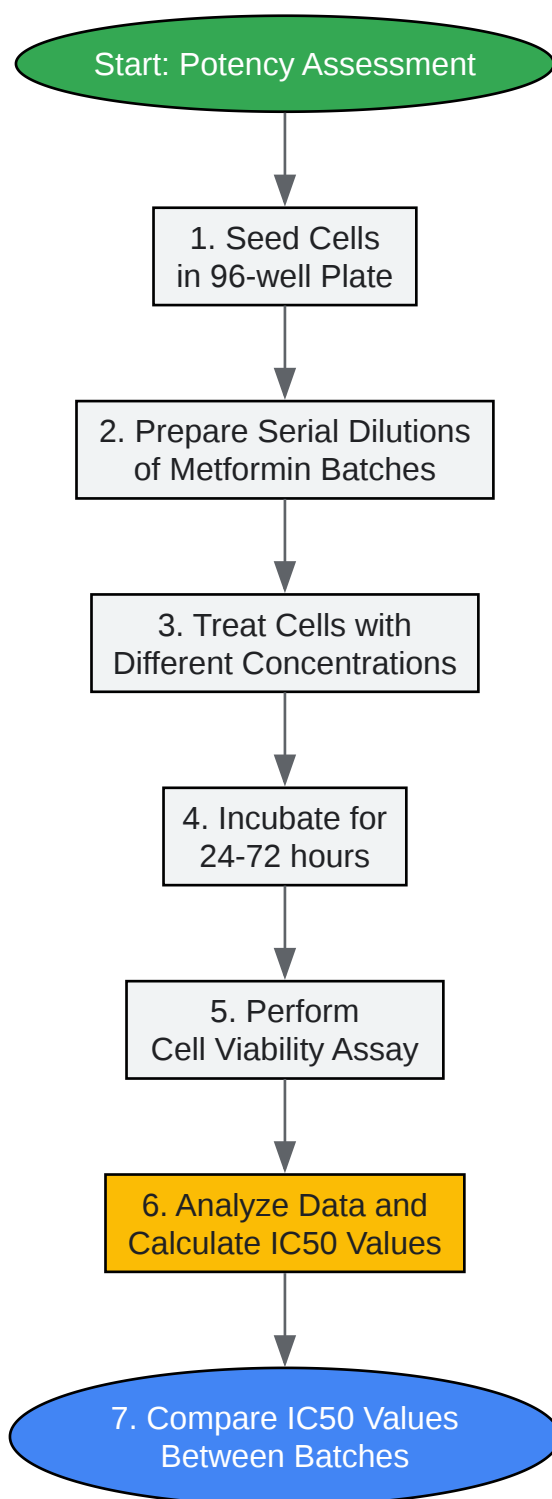 Start: Potency Assessment
1. Seed Cells
in 96-well Plate
2. Prepare Serial Dilutions
of Metformin Batches
3. Treat Cells with
Different Concentrations
4. Incubate for
24-72 hours
5. Perform
Cell Viability Assay
6. Analyze Data and
Calculate IC50 Values
7. Compare IC50 Values
Between Batches